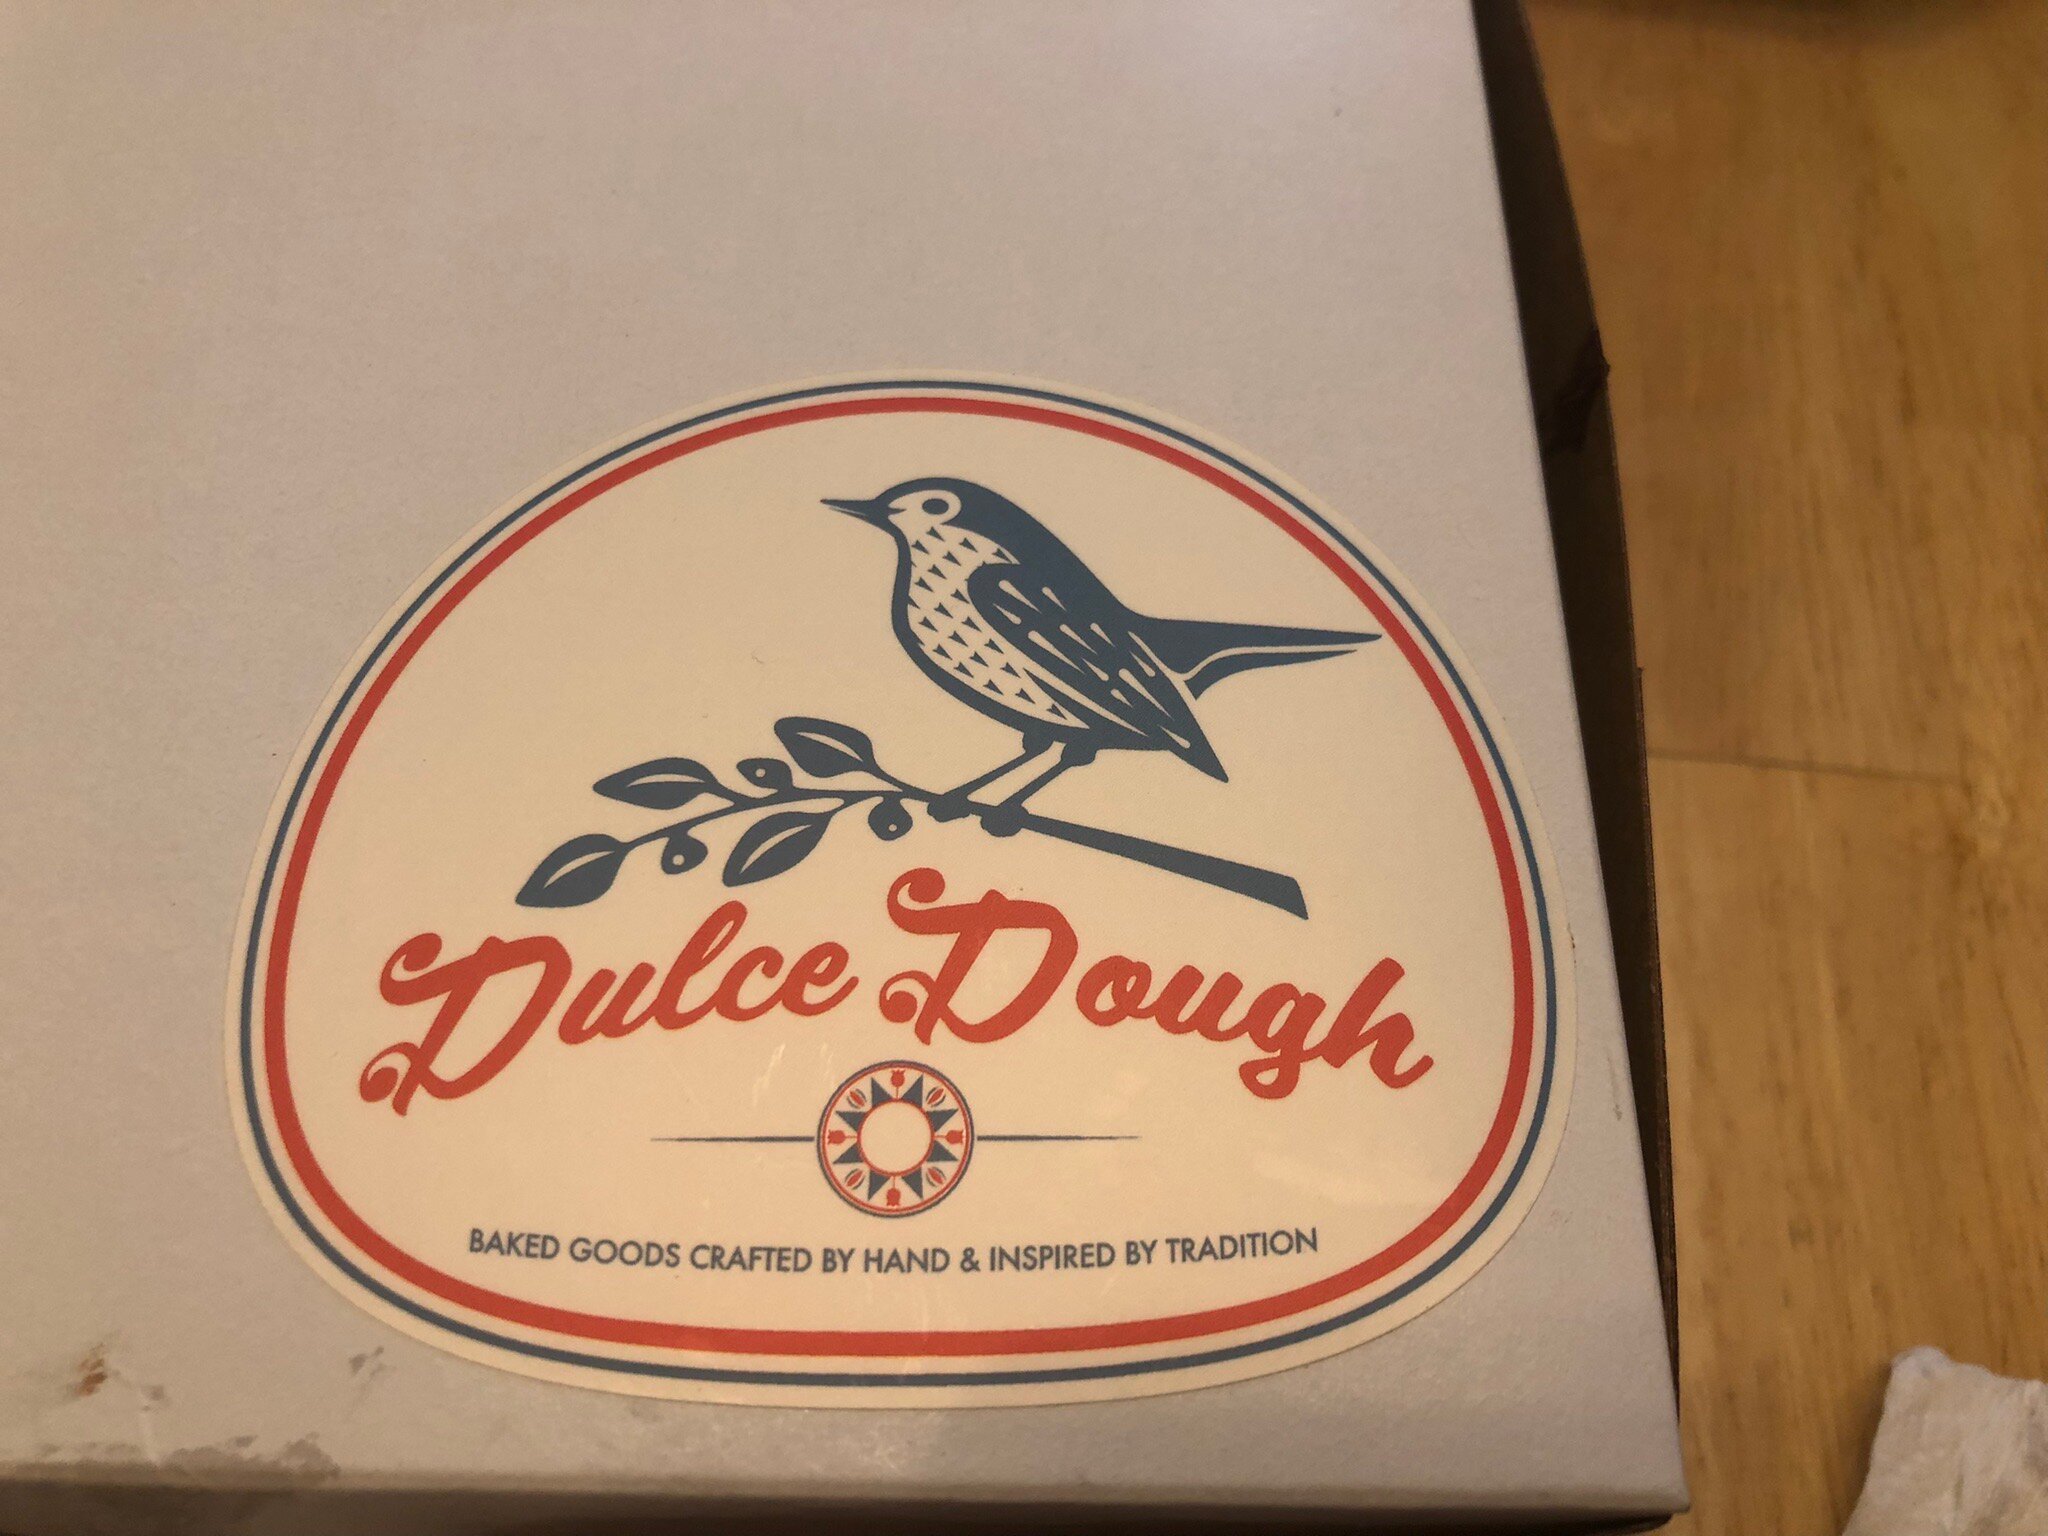 Dulce Dough
BAKED GOODS CRAFTED BY HAND & INSPIRED BY TRADITION